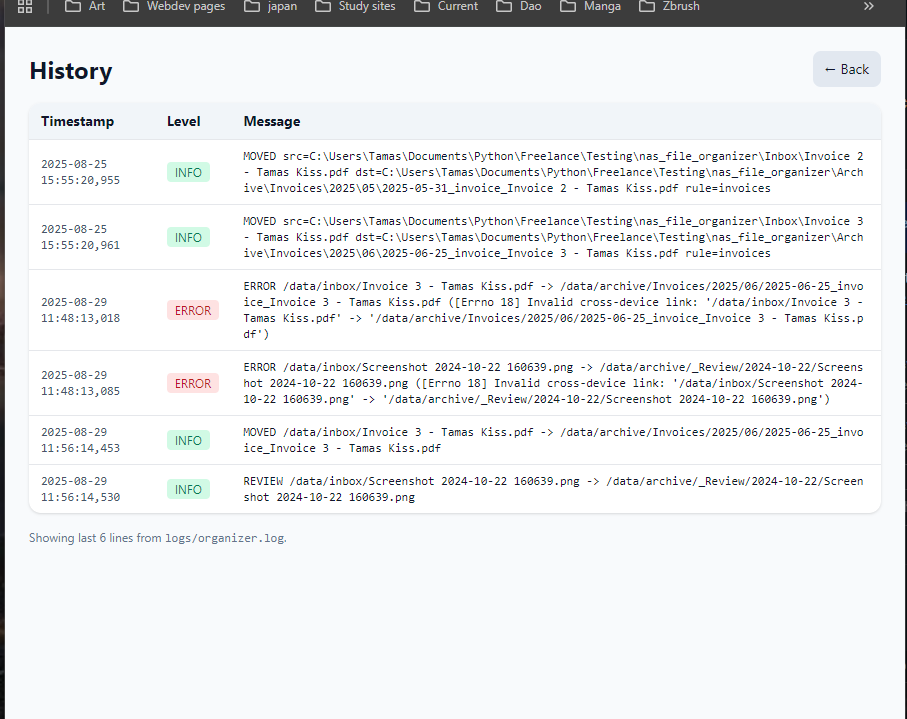 Art Webdev pages japan Study sites Current Dao Manga Zbrush »
History
← Back
Timestamp Level Message
2025-08-25
15:55:20,955
INFO
MOVED src=C:\Users\Tamas\Documents\Python\Freelance\Testing\nas_file_organizer\Inbox\Invoice 2
- Tamas Kiss.pdf dst=C:\Users\Tamas\Documents\Python\Freelance\Testing\nas_file_organizer\Arch
ive\Invoices\2025\05\2025-05-31_invoice_Invoice 2 - Tamas Kiss.pdf rule=invoices
2025-08-25
15:55:20,961
INFO
MOVED src=C:\Users\Tamas\Documents\Python\Freelance\Testing\nas_file_organizer\Inbox\Invoice 3
- Tamas Kiss.pdf dst=C:\Users\Tamas\Documents\Python\Freelance\Testing\nas_file_organizer\Arch
ive\Invoices\2025\06\2025-06-25_invoice_Invoice 3 - Tamas Kiss.pdf rule=invoices
2025-08-29
11:48:13,018
ERROR
ERROR /data/inbox/Invoice 3 - Tamas Kiss.pdf -> /data/archive/Invoices/2025/06/2025-06-25_invo
ice_Invoice 3 - Tamas Kiss.pdf ([Errno 18] Invalid cross-device link: '/data/inbox/Invoice 3 -
Tamas Kiss.pdf' -> '/data/archive/Invoices/2025/06/2025-06-25_invoice_Invoice 3 - Tamas Kiss.p
df')
2025-08-29
11:48:13,085
ERROR
ERROR /data/inbox/Screenshot 2024-10-22 160639.png -> /data/archive/_Review/2024-10-22/Screens
hot 2024-10-22 160639.png ([Errno 18] Invalid cross-device link: '/data/inbox/Screenshot 2024-
10-22 160639.png' -> '/data/archive/_Review/2024-10-22/Screenshot 2024-10-22 160639.png')
2025-08-29
11:56:14,453
INFO
MOVED /data/inbox/Invoice 3 - Tamas Kiss.pdf -> /data/archive/Invoices/2025/06/2025-06-25_invo
ice_Invoice 3 - Tamas Kiss.pdf
2025-08-29
11:56:14,530
INFO
REVIEW /data/inbox/Screenshot 2024-10-22 160639.png -> /data/archive/_Review/2024-10-22/Screen
shot 2024-10-22 160639.png
Showing last 6 lines from logs/organizer.log.